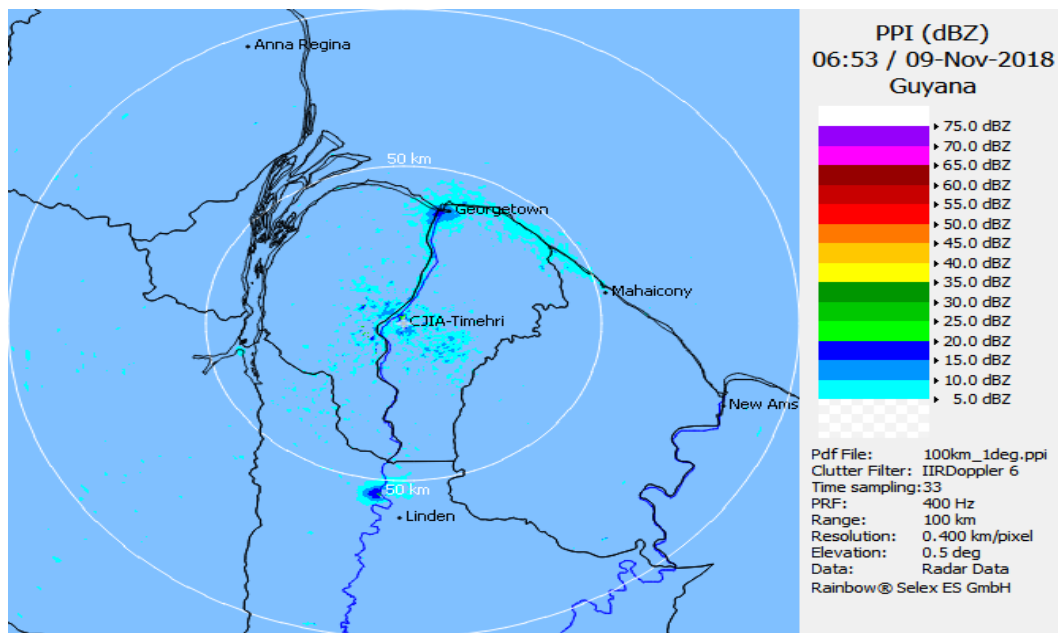 PPI (dBZ)
06:53 / 09-Nov-2018
Guyana
75.0 dBZ
70.0 dBZ
65.0 dBZ
60.0 dBZ
55.0 dBZ
50.0 dBZ
45.0 dBZ
40.0 dBZ
35.0 dBZ
30.0 dBZ
25.0 dBZ
20.0 dBZ
15.0 dBZ
10.0 dBZ
5.0 dBZ
Pdf File: 100km_1deg.ppi
Clutter Filter: IIRDoppler 6
Time sampling:33
PRF: 400 Hz
Range: 100 km
Resolution: 0.400 km/pixel
Elevation: 0.5 deg
Data: Radar Data
Rainbow® Selex ES GmbH
Anna Regina
50 km
Georgetown
Mahaicony
CJIA-Timehri
New Ams
50 km
Linden